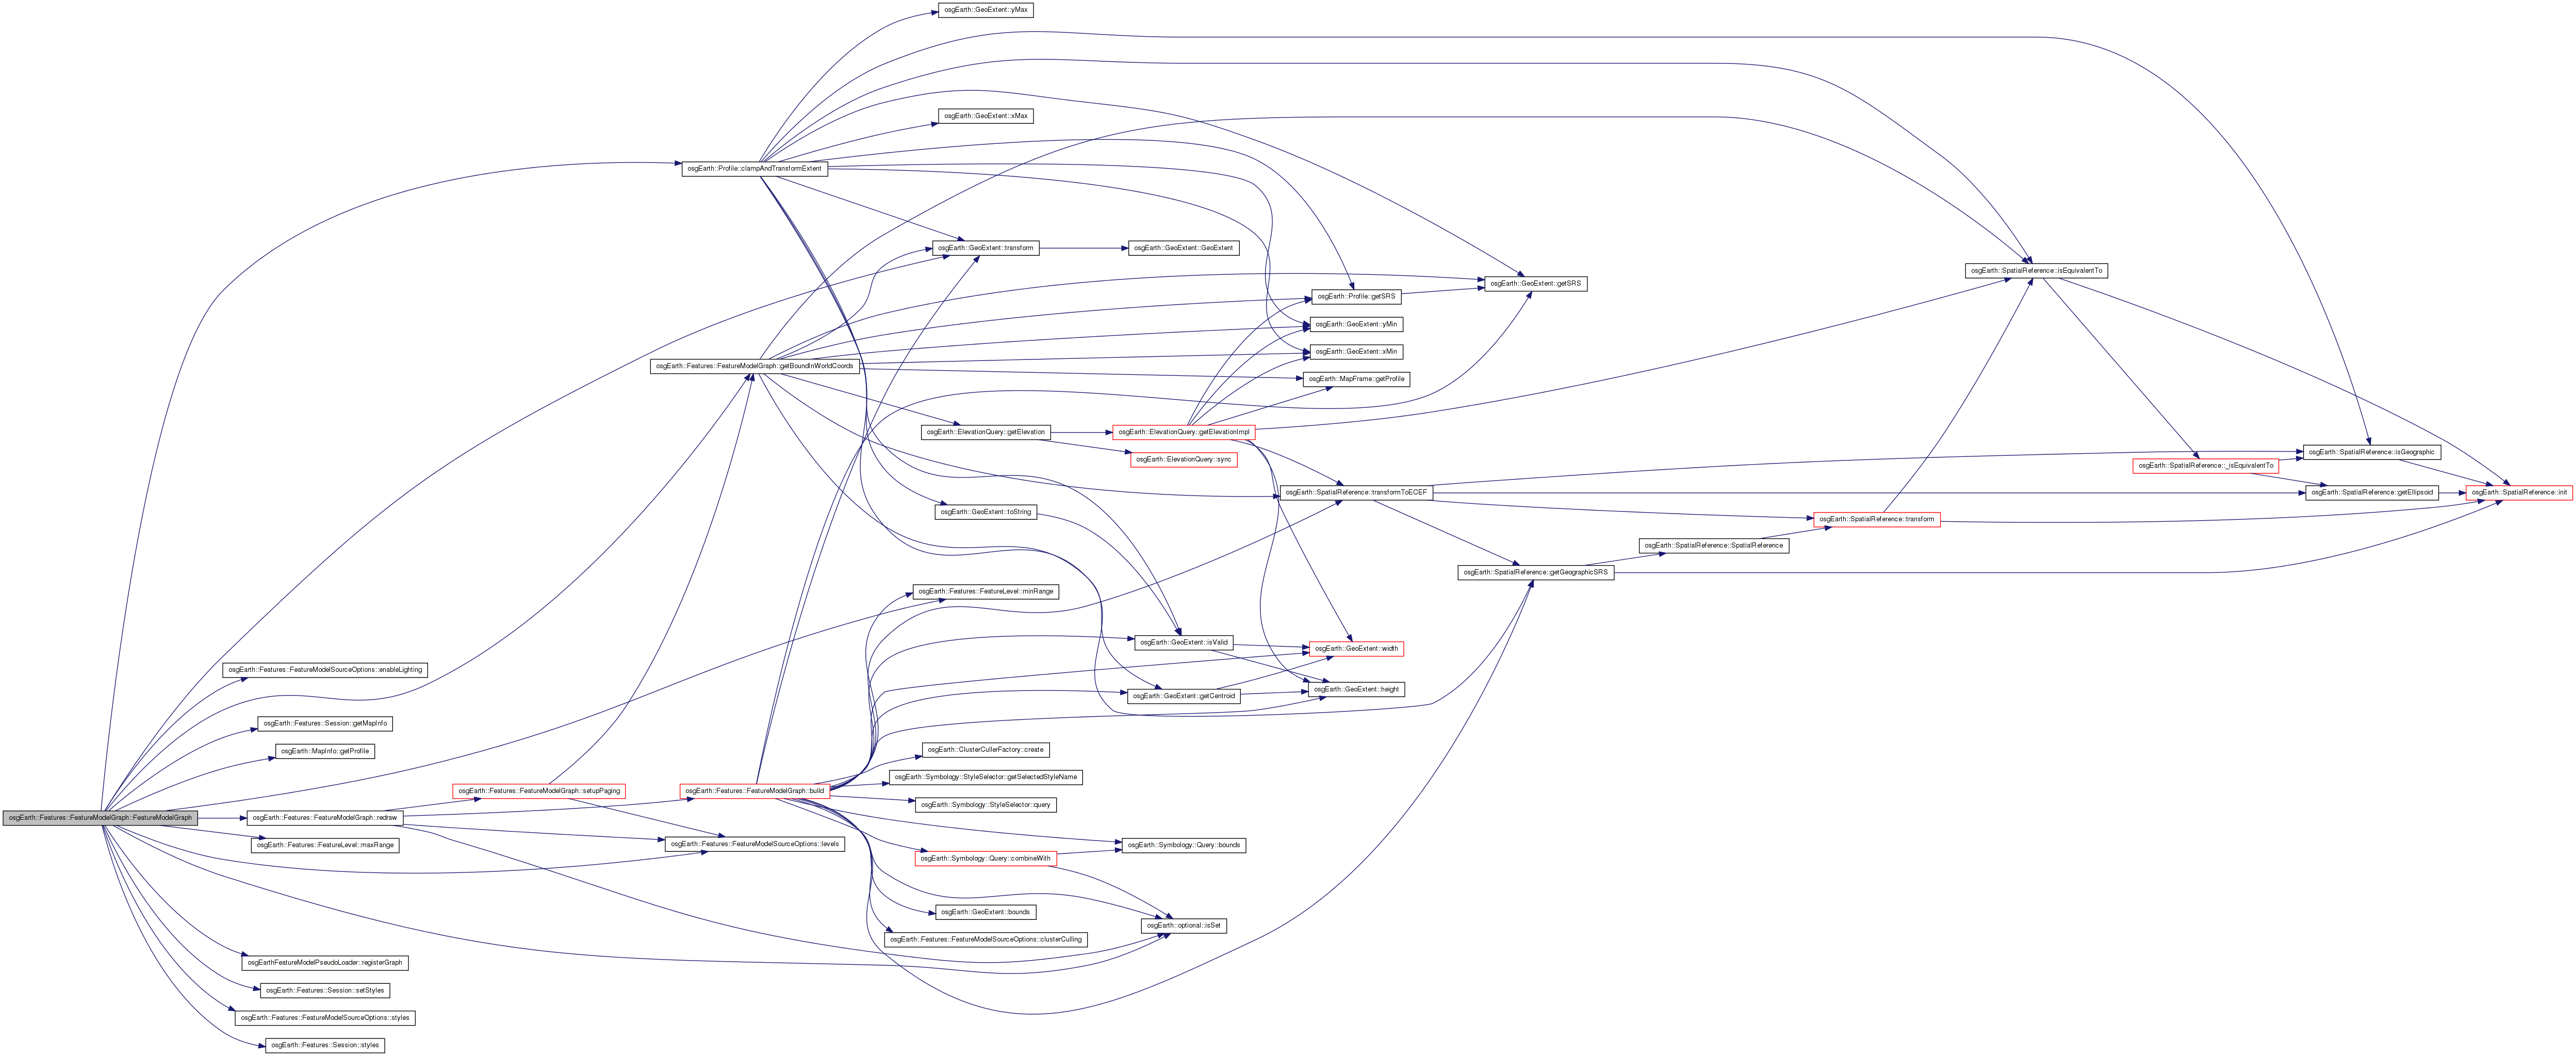 osgEarth::GeoExtent::yMax
osgEarth::GeoExtent::xMax
osgEarth::Profile::clampAndTransformExtent
osgEarth::GeoExtent::transform
osgEarth::GeoExtent::GeoExtent
osgEarth::SpatialReference::isEquivalentTo
osgEarth::GeoExtent::getSRS
osgEarth::Profile::getSRS
osgEarth::GeoExtent::yMin
osgEarth::GeoExtent::xMin
osgEarth::Features::FeatureModelGraph::getBoundInWorldCoords
osgEarth::MapFrame::getProfile
osgEarth::ElevationQuery::getElevation
osgEarth::ElevationQuery::getElevationImpl
osgEarth::SpatialReference::isGeographic
osgEarth::ElevationQuery::sync
osgEarth::SpatialReference::_isEquivalentTo
osgEarth::SpatialReference::transformToECEF
osgEarth::SpatialReference::getEllipsoid
osgEarth::SpatialReference::init
osgEarth::GeoExtent::toString
osgEarth::SpatialReference::transform
osgEarth::SpatialReference::SpatialReference
osgEarth::SpatialReference::getGeographicSRS
osgEarth::Features::FeatureLevel::minRange
osgEarth::GeoExtent::isValid
osgEarth::GeoExtent::width
osgEarth::Features::FeatureModelSourceOptions::enableLighting
osgEarth::GeoExtent::getCentroid
osgEarth::GeoExtent::height
osgEarth::Features::Session::getMapInfo
osgEarth::MapInfo::getProfile
osgEarth::ClusterCullerFactory::create
osgEarth::Symbology::StyleSelector::getSelectedStyleName
osgEarth::Features::FeatureModelGraph::setupPaging
osgEarth::Features::FeatureModelGraph::build
osgEarth::Symbology::StyleSelector::query
osgEarth::Features::FeatureModelGraph::FeatureModelGraph
osgEarth::Features::FeatureModelGraph::redraw
osgEarth::Features::FeatureLevel::maxRange
osgEarth::Features::FeatureModelSourceOptions::levels
osgEarth::Symbology::Query::bounds
osgEarth::Symbology::Query::combineWith
osgEarth::GeoExtent::bounds
osgEarth::optional::isSet
osgEarth::Features::FeatureModelSourceOptions::clusterCulling
osgEarthFeatureModelPseudoLoader::registerGraph
osgEarth::Features::Session::setStyles
osgEarth::Features::FeatureModelSourceOptions::styles
osgEarth::Features::Session::styles